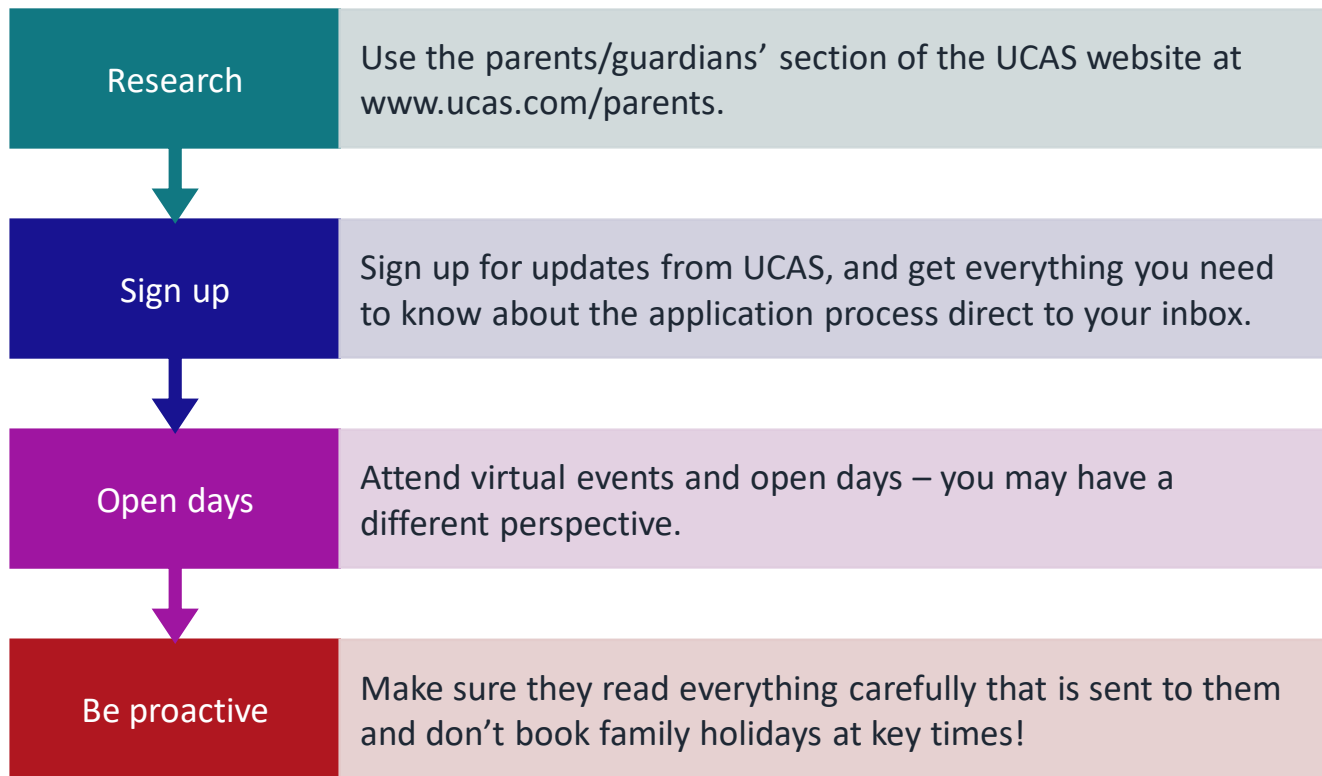 Research
Use the parents/guardians’ section of the UCAS website at
www.ucas.com/parents.
Sign up
Sign up for updates from UCAS, and get everything you need
to know about the application process direct to your inbox.
Open days
Attend virtual events and open days – you may have a
different perspective.
Be proactive
Make sure they read everything carefully that is sent to them
and don’t book family holidays at key times!